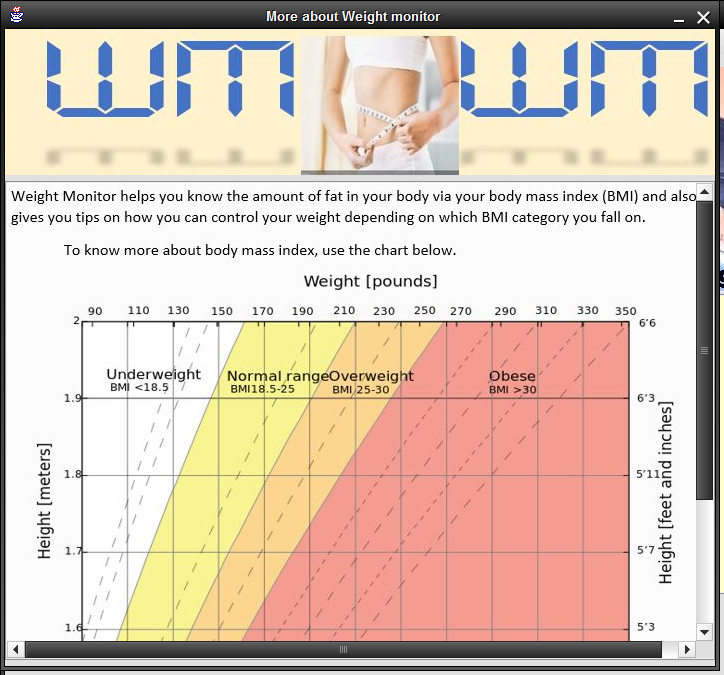 More about Weight monitor
WM WM
Weight Monitor helps you know the amount of fat in your body via your body mass index (BMI) and also
gives you tips on how you can control your weight depending on which BMI category you fall on.
To know more about body mass index, use the chart below.
Weight [pounds]
90 110 130 150 170 190 210 230 250 270 290 310 330 350
2 6'6
Underweight Normal range Overweight Obese
BMI <18.5 BMI18.5-25 BMI 25-30 BMI >30
1.9 6'3
1.8 5'11
1.7 5'7
1.6 5'3
Height [meters]
Height [feet and inches]